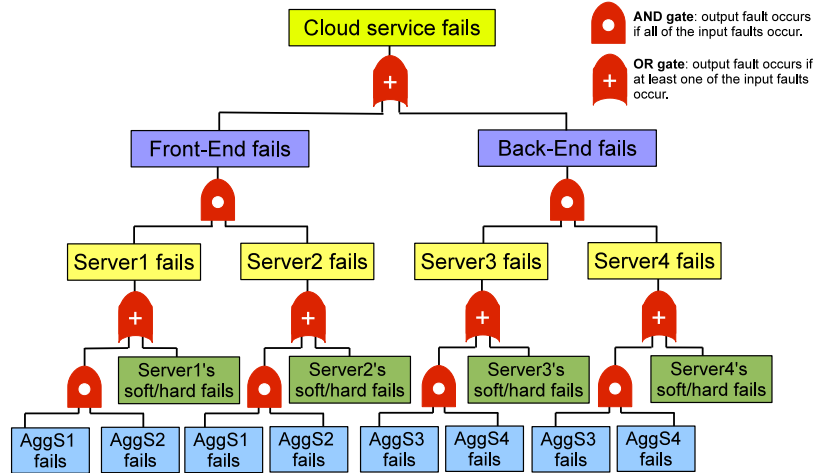 Cloud service fails
AND gate: output fault occurs
if all of the input faults occur.
OR gate: output fault occurs if
at least one of the input faults
occur.
Front-End fails
Back-End fails
Server1 fails
Server2 fails
Server3 fails
Server4 fails
Server1's
soft/hard fails
Server2's
soft/hard fails
Server3's
soft/hard fails
Server4's
soft/hard fails
AggS1
fails
AggS2
fails
AggS1
fails
AggS2
fails
AggS3
fails
AggS4
fails
AggS3
fails
AggS4
fails